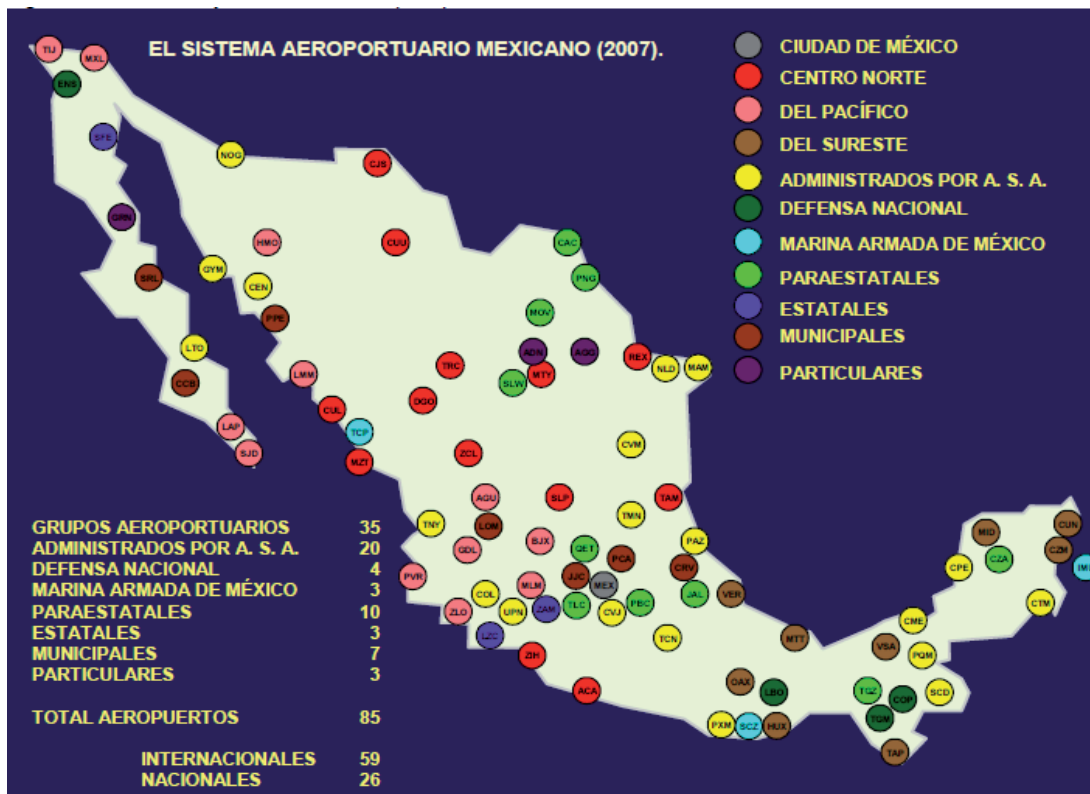 EL SISTEMA AEROPORTUARIO MEXICANO (2007).
CIUDAD DE MÉXICO
CENTRO NORTE
DEL PACÍFICO
DEL SURESTE
ADMINISTRADOS POR A. S. A.
DEFENSA NACIONAL
MARINA ARMADA DE MÉXICO
PARAESTATALES
ESTATALES
MUNICIPALES
PARTICULARES
TIJ
MXL
ENS
SFE
NOG
CJS
GRN
HMO
CUU
CAC
GYM
CEN
SRL
PNG
PPE
MOV
LTO
ADN
AGG
REX
NLD
MAM
CCB
LMM
TRC
SLW
MTY
DGO
CUL
LAP
TCP
SJD
MZT
ZCL
CVM
AGU
SLP
TAM
TNY
LOM
TMN
GDL
BJX
QET
PCA
PAZ
CRV
MID
CUN
CZM
CZA
CPE
PVR
MLM
JJC
MEX
COL
UPN
ZAM
TLC
CVJ
PBC
JAL
VER
CTM
ZLO
LZC
TCN
MTT
CME
VSA
PQM
ZIH
ACA
OAX
LBO
TGZ
COP
SCD
TGM
PXM
SCZ
HUX
TAP
GRUPOS AEROPORTUARIOS 35
ADMINISTRADOS POR A. S. A. 20
DEFENSA NACIONAL 4
MARINA ARMADA DE MÉXICO 3
PARAESTATALES 10
ESTATALES 3
MUNICIPALES 7
PARTICULARES 3
TOTAL AEROPUERTOS 85
INTERNACIONALES 59
NACIONALES 26